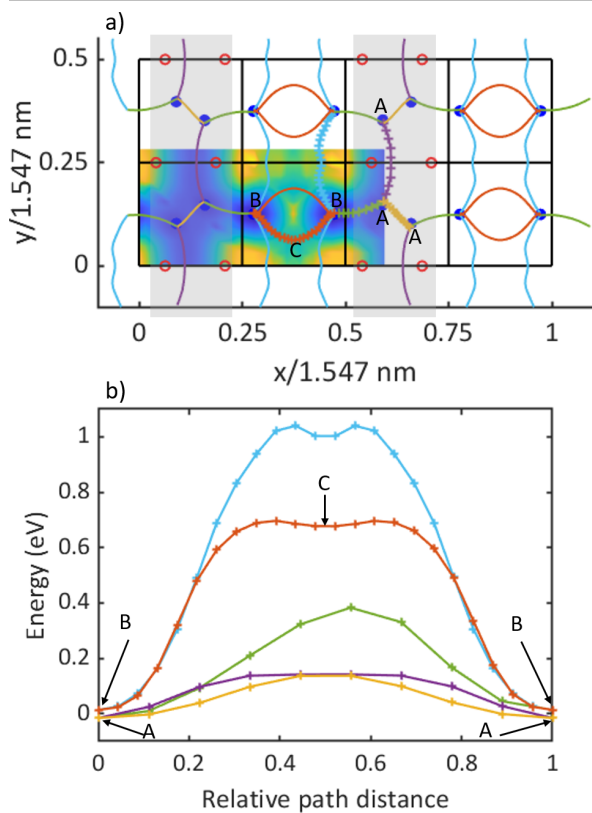 a)
0.5
A
0.25
y/1.547 nm
B
B
A
A
C
0
0
0.25
0.5
0.75
1
x/1.547 nm
b)
1
0.8
C
0.6
Energy (eV)
0.4
B
B
0.2
0
A
A
0
0.2
0.4
0.6
0.8
1
Relative path distance